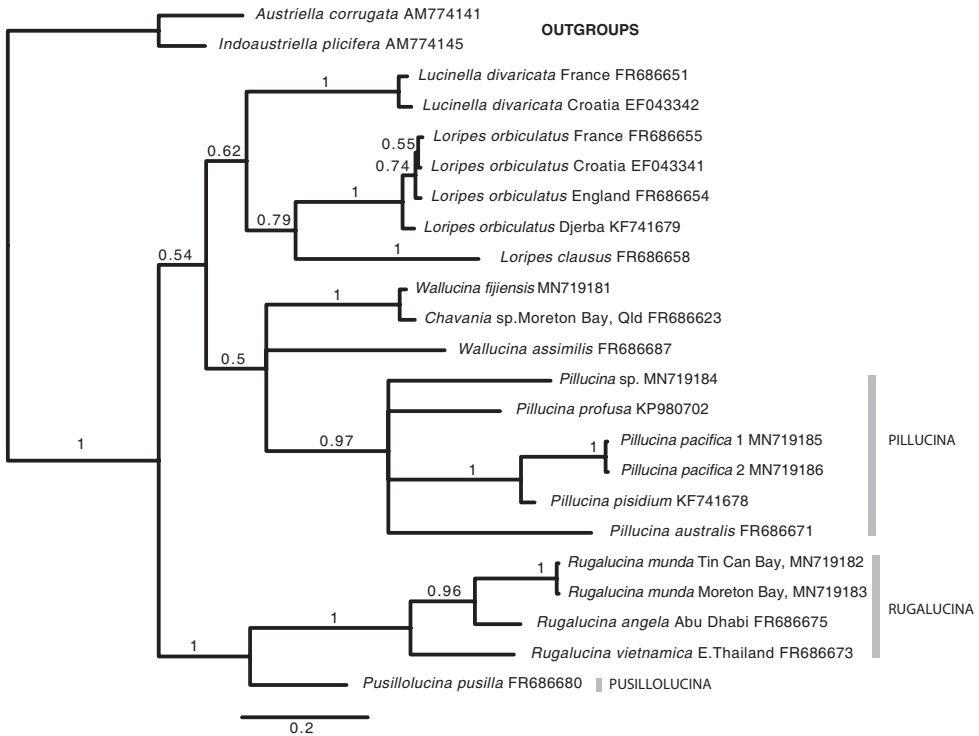 Austriella corrugata AM774141
OUTGROUPS
Indoaustriella plicifera AM774145
Lucinella divaricata France FR686651
1
Lucinella divaricata Croatia EF043342
Loripes orbiculatus France FR686655
0.55
0.62
Loripes orbiculatus Croatia EF043341
0.74
Loripes orbiculatus England FR686654
1
0.79
Loripes orbiculatus Djerba KF741679
1
Loripes clausus FR686658
0.54
Wallucina fijiensis MN719181
1
Chavania sp.Moreton Bay, Qld FR686623
Wallucina assimilis FR686687
0.5
Pillucina sp. MN719184
Pillucina profusa KP980702
1
0.97
1
Pillucina pacifica 1 MN719185
PILLUCINA
Pillucina pacifica 2 MN719186
1
Pillucina pisidium KF741678
Pillucina australis FR686671
Rugalucina munda Tin Can Bay, MN719182
1
Rugalucina munda Moreton Bay, MN719183
0.96
RUGALUCINA
Rugalucina angela Abu Dhabi FR686675
1
1
Rugalucina vietnamica E.Thailand FR686673
Pusillolucina pusilla FR686680
PUSILLOLUCINA
0.2